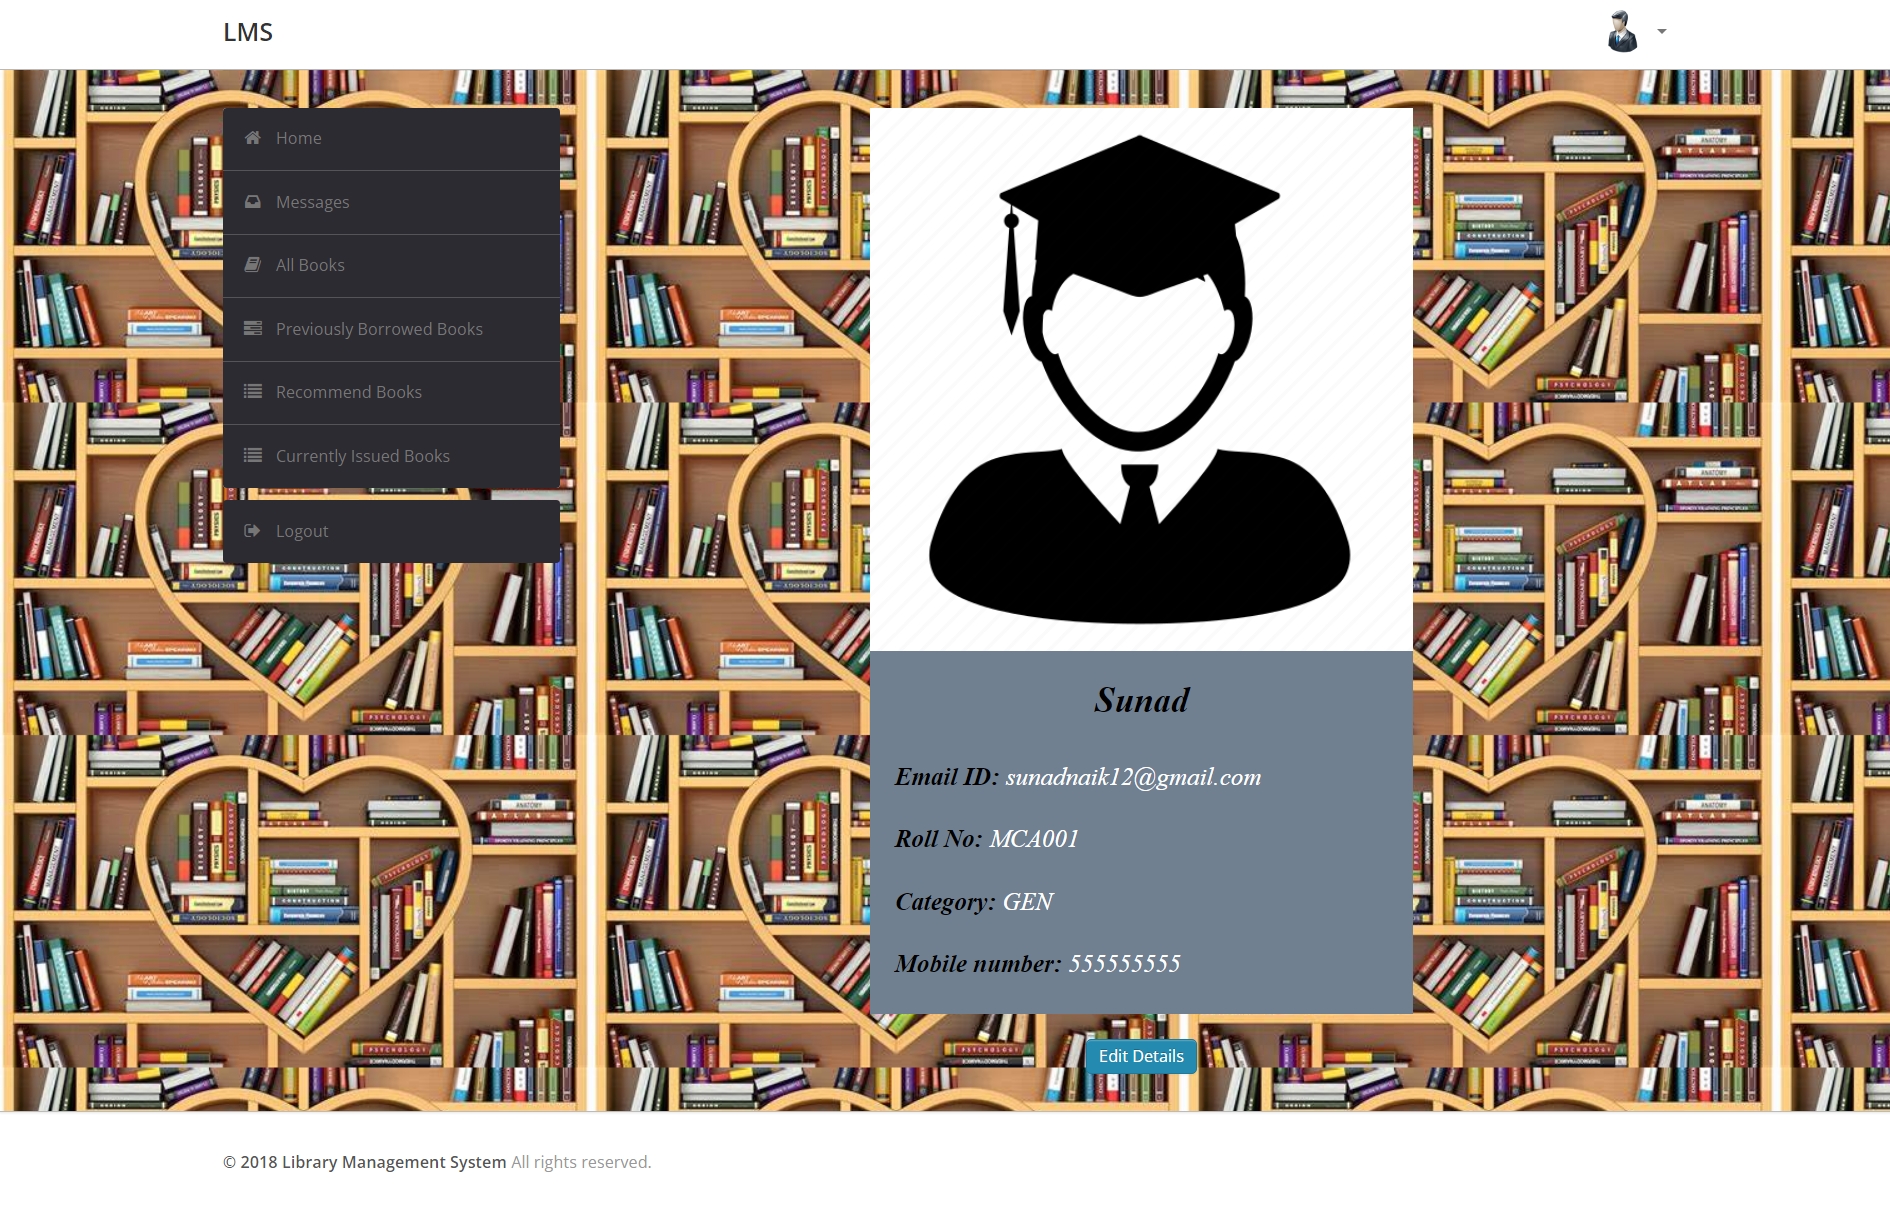 LMS
Home
Messages
All Books
Previously Borrowed Books
Recommend Books
Currently Issued Books
Logout
Sunad
Email ID: sunadnaik12@gmail.com
Roll No: MCA001
Category: GEN
Mobile number: 555555555
Edit Details
© 2018 Library Management System All rights reserved.